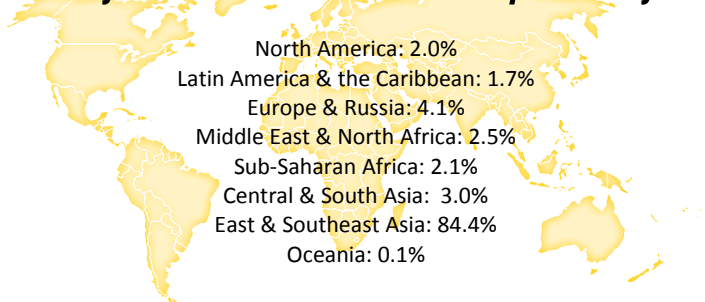 North America: 2.0%
Latin America & the Caribbean: 1.7%
Europe & Russia: 4.1%
Middle East & North Africa: 2.5%
Sub-Saharan Africa: 2.1%
Central & South Asia:  3.0%
East & Southeast Asia: 84.4%
Oceania: 0.1%